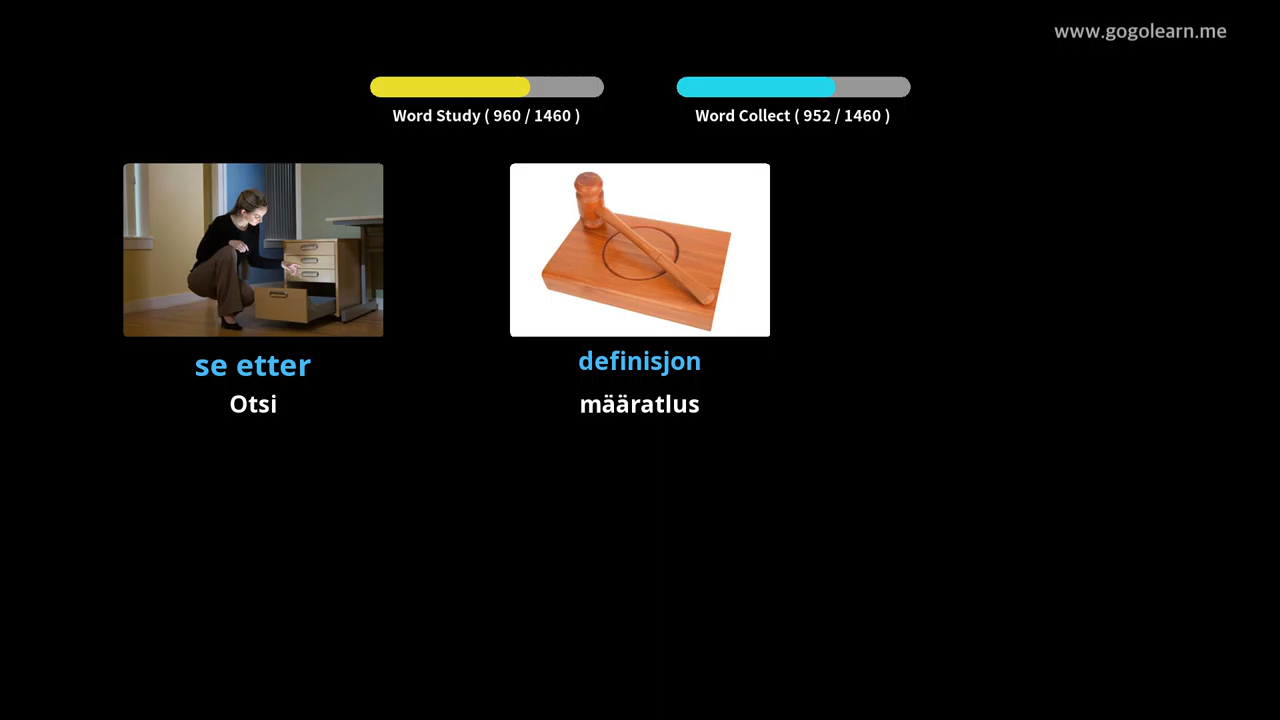 www.gogolearn.me
Word Study ( 960 / 1460 )
Word Collect ( 952 / 1460 )
se etter
Otsi
definisjon
määratlus